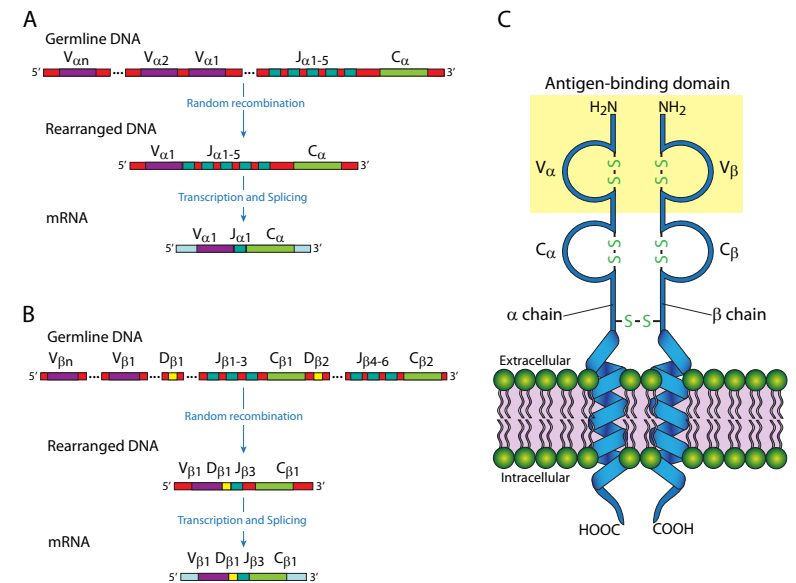 A
Germline DNA
Vαn Vα2 Vα1 Jα1-5 Cα
5′ ... ... 3′
Random recombination
Rearranged DNA
Vα1 Jα1-5 Cα
5′ 3′
Transcription and Splicing
mRNA
Vα1 Jα1 Cα
5′ 3′
B
Germline DNA
Vβn Vβ1 Dβ1 Jβ1-3 Cβ1 Dβ2 Jβ4-6 Cβ2
5′ ... ... ... ... 3′
Random recombination
Rearranged DNA
Vβ1 Dβ1 Jβ3 Cβ1
5′ 3′
Transcription and Splicing
mRNA
Vβ1 Dβ1 Jβ3 Cβ1
5′ 3′
C
Antigen-binding domain
H2N NH2
S S
Vα Vβ
S S
S S
Cα Cβ
S S
α chain -S-S- β chain
Extracellular
Intracellular
HOOC COOH